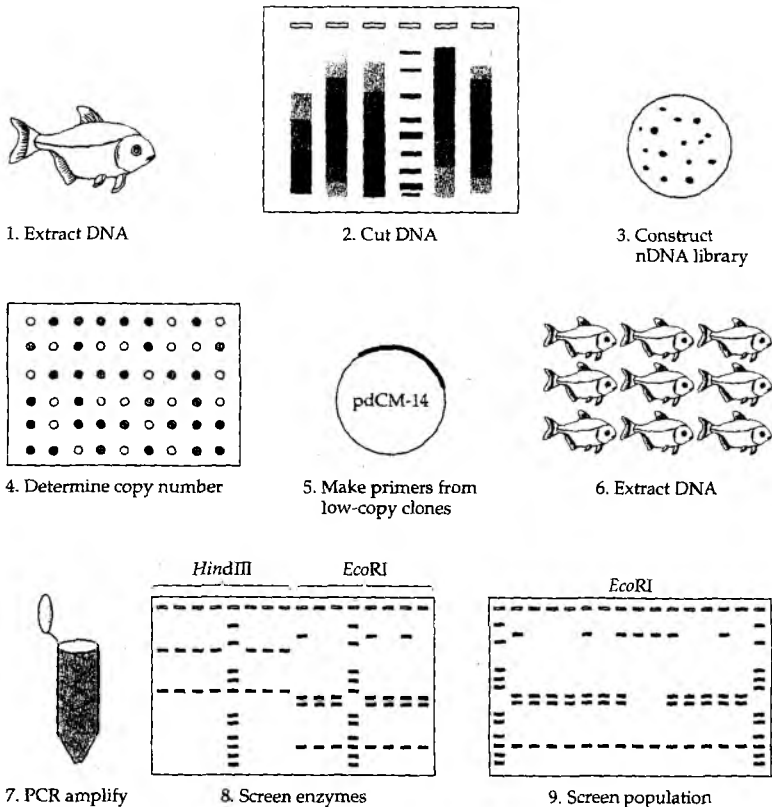 1. Extract DNA
2. Cut DNA
3. Construct
nDNA library
4. Determine copy number
pdCM-14
5. Make primers from
low-copy clones
6. Extract DNA
HindIII
EcoRI
EcoRI
7. PCR amplify
8. Screen enzymes
9. Screen population